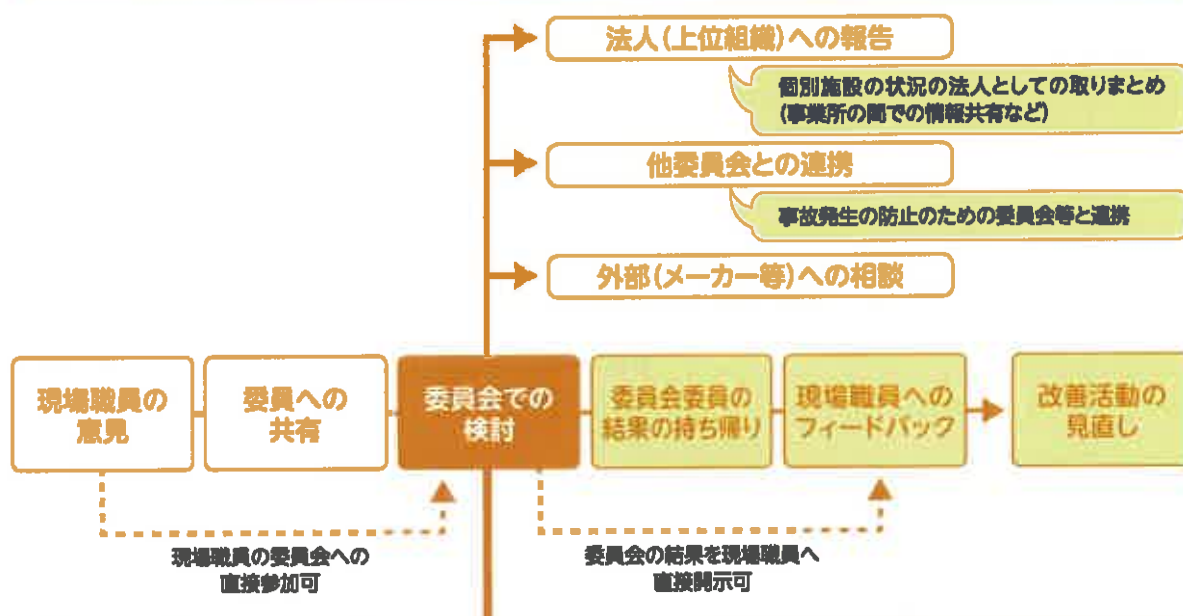 法人(上位組織)への報告
個別施設の状況の法人としての取りまとめ
(事業所の間での情報共有など)
他委員会との連携
事故発生の防止のための委員会等と連携
外部(メーカー等)への相談
現場職員の
意見
委員への
共有
委員会での
検討
委員会委員の
結果の持ち帰り
現場職員への
フィードバック
改善活動の
見直し
現場職員の委員会への
直接参加可
委員会の結果を現場職員へ
直接開示可